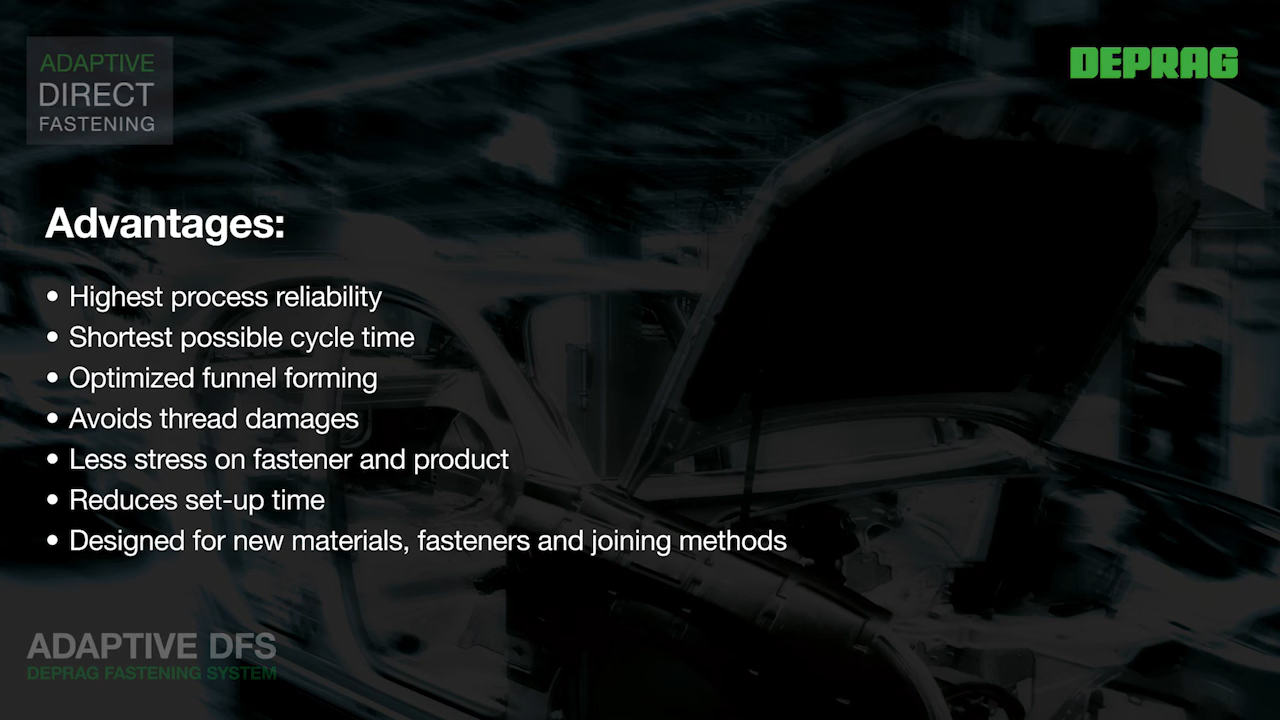 ADAPTIVE
DIRECT
FASTENING
DEPRAG
Advantages:
• Highest process reliability
• Shortest possible cycle time
• Optimized funnel forming
• Avoids thread damages
• Less stress on fastener and product
• Reduces set-up time
• Designed for new materials, fasteners and joining methods
ADAPTIVE DFS
DEPRAG FASTENING SYSTEM